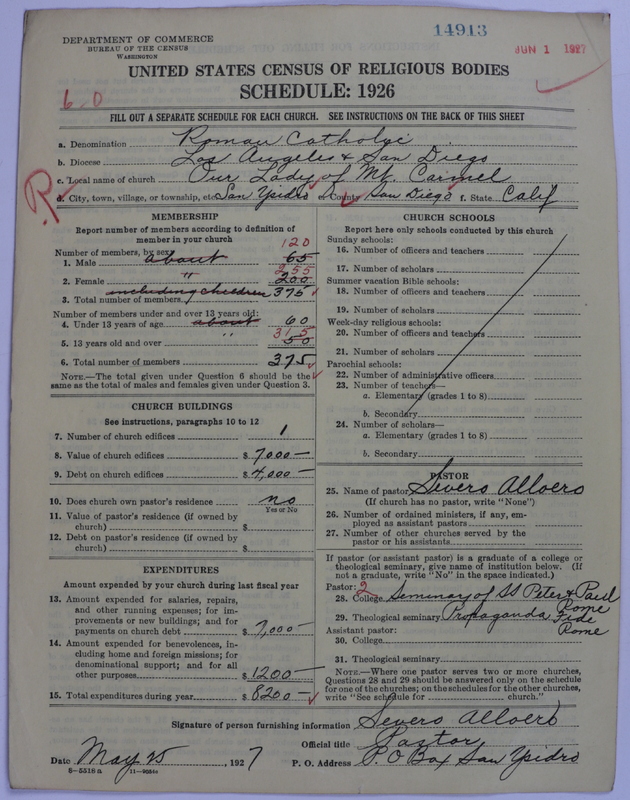 14913
DEPARTMENT OF COMMERCE
BUREAU OF THE CENSUS
WASHINGTON
JUN 1 1927
UNITED STATES CENSUS OF RELIGIOUS BODIES
SCHEDULE: 1926
6 0
FILL OUT A SEPARATE SCHEDULE FOR EACH CHURCH. SEE INSTRUCTIONS ON THE BACK OF THIS SHEET
a. Denomination Roman Catholic
b. Diocese Los Angeles & San Diego
c. Local name of church Our Lady of Mt. Carmel
R
d. City, town, village, or township, etc. San Ysidro e. County San Diego f. State Calif
MEMBERSHIP
Report number of members according to definition of
member in your church
120
Number of members, by sex:
1. Male about 65
255
2. Female " 200
3. Total number of members including children 375
Number of members under and over 13 years old:
4. Under 13 years of age about 60
315
5. 13 years old and over " 50
6. Total number of members 375
NOTE.—The total given under Question 6 should be the
same as the total of males and females given under Question 3.
CHURCH BUILDINGS
See instructions, paragraphs 10 to 12
7. Number of church edifices 1
8. Value of church edifices $ 7000—
9. Debt on church edifices $ 4,000—
10. Does church own pastor's residence no
Yes or No
11. Value of pastor's residence (if owned by
church) $
12. Debt on pastor's residence (if owned by
church) $
EXPENDITURES
Amount expended by your church during last fiscal year
13. Amount expended for salaries, repairs,
and other running expenses; for im-
provements or new buildings; and for
payments on church debt $ 7,000—
14. Amount expended for benevolences, in-
cluding home and foreign missions; for
denominational support; and for all
other purposes $ 1200—
15. Total expenditures during year $ 8200—
CHURCH SCHOOLS
Report here only schools conducted by this church
Sunday schools:
16. Number of officers and teachers
17. Number of scholars
Summer vacation Bible schools:
18. Number of officers and teachers
19. Number of scholars
Week-day religious schools:
20. Number of officers and teachers
21. Number of scholars
Parochial schools:
22. Number of administrative officers
23. Number of teachers—
a. Elementary (grades 1 to 8)
b. Secondary
24. Number of scholars—
a. Elementary (grades 1 to 8)
b. Secondary
PASTOR
25. Name of pastor Severo Alloero
(If church has no pastor, write "None")
26. Number of ordained ministers, if any, em-
ployed as assistant pastors
27. Number of other churches served by the
pastor or his assistants
If pastor (or assistant pastor) is a graduate of a college or
theological seminary, give name of institution below. (If
not a graduate, write "No" in the space indicated.)
Pastor: 2
28. College Seminary of SS Peter & Paul
Rome
29. Theological seminary Propaganda Fide
Rome
Assistant pastor:
30. College
31. Theological seminary
NOTE.—Where one pastor serves two or more churches,
Questions 28 and 29 should be answered only on the schedule
for one of the churches; on the schedules for the other churches,
write "See schedule for church."
Signature of person furnishing information Severo Alloero
Official title Pastor
Date May 25, 1927
P. O. Address P.O Box San Ysidro
8—5516 a